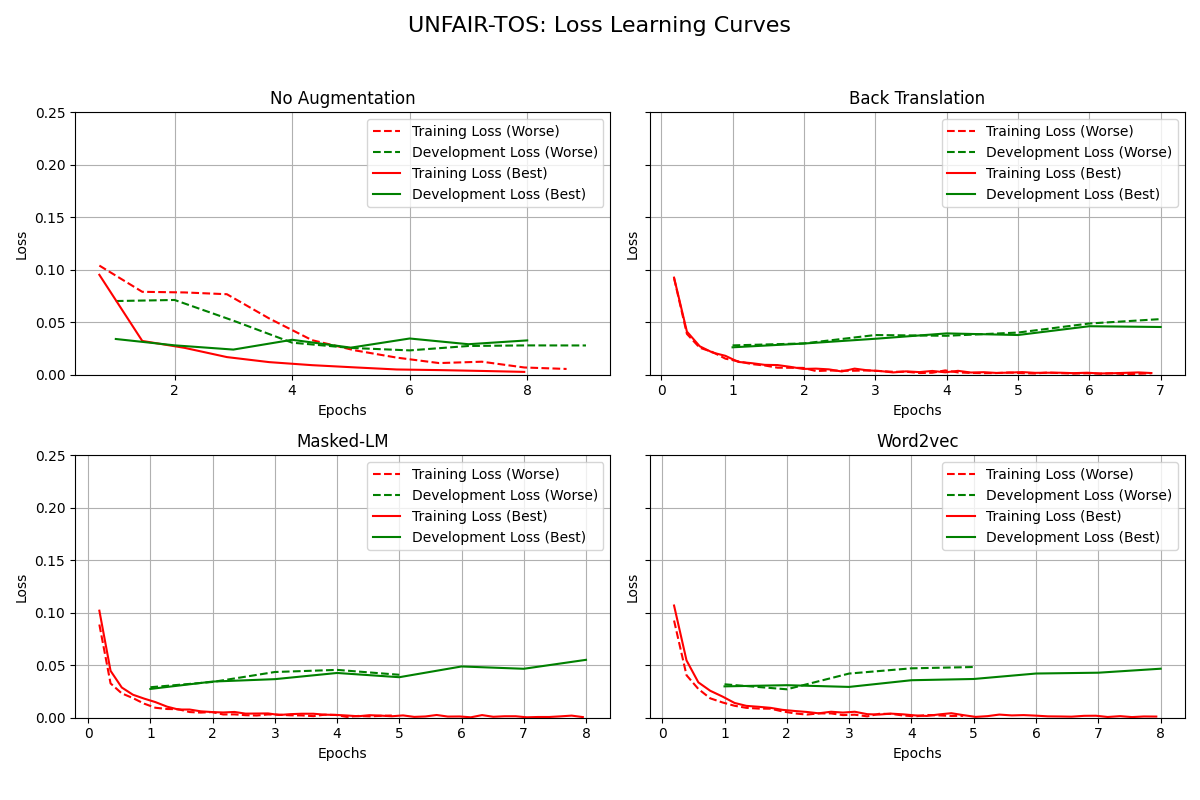 UNFAIR-TOS: Loss Learning Curves
No Augmentation
0.25
0.20
0.15
0.10
0.05
0.00
Loss
Training Loss (Worse)
Development Loss (Worse)
Training Loss (Best)
Development Loss (Best)
2 4 6 8
Epochs
Back Translation
Loss
Training Loss (Worse)
Development Loss (Worse)
Training Loss (Best)
Development Loss (Best)
0 1 2 3 4 5 6 7
Epochs
Masked-LM
0.25
0.20
0.15
0.10
0.05
0.00
Loss
Training Loss (Worse)
Development Loss (Worse)
Training Loss (Best)
Development Loss (Best)
0 1 2 3 4 5 6 7 8
Epochs
Word2vec
Loss
Training Loss (Worse)
Development Loss (Worse)
Training Loss (Best)
Development Loss (Best)
0 1 2 3 4 5 6 7 8
Epochs